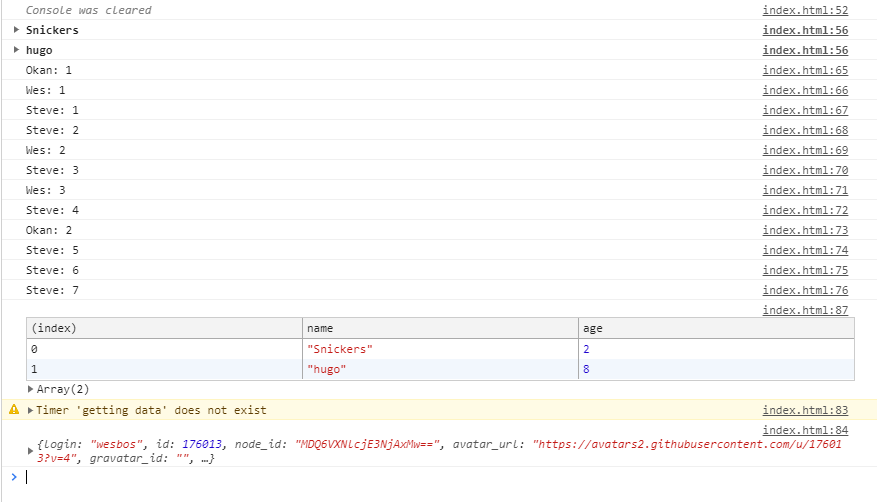 Console was cleared index.html:52
Snickers index.html:56
hugo index.html:56
Okan: 1 index.html:65
Wes: 1 index.html:66
Steve: 1 index.html:67
Steve: 2 index.html:68
Wes: 2 index.html:69
Steve: 3 index.html:70
Wes: 3 index.html:71
Steve: 4 index.html:72
Okan: 2 index.html:73
Steve: 5 index.html:74
Steve: 6 index.html:75
Steve: 7 index.html:76
index.html:87
(index) name age
0 "Snickers" 2
1 "hugo" 8
Array(2)
Timer 'getting data' does not exist index.html:83
index.html:84
{login: "wesbos", id: 176013, node_id: "MDQ6VXNlcjE3NjAxMw==", avatar_url: "https://avatars2.githubusercontent.com/u/17601
3?v=4", gravatar_id: "", …}